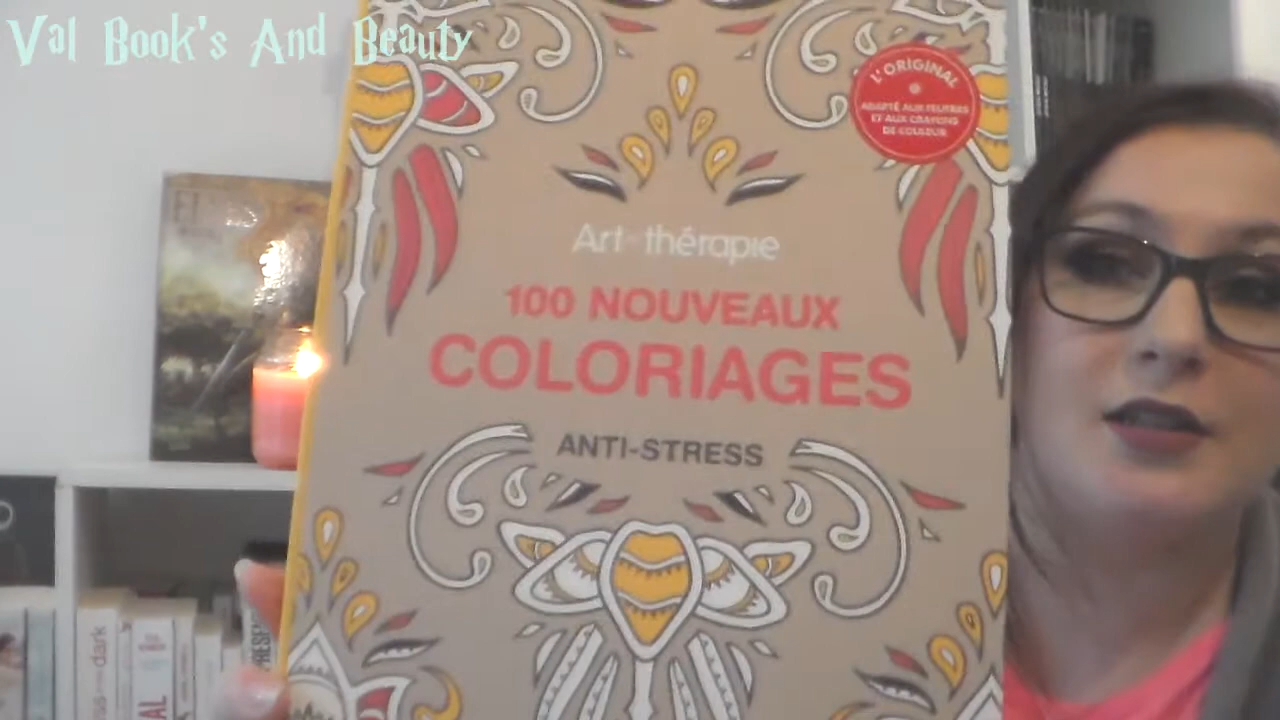 Val Book's And Beauty
L'ORIGINAL
ADAPTÉ AUX FEUTRES
ET AUX CRAYONS
DE COULEUR
Art-thérapie
100 NOUVEAUX
COLORIAGES
ANTI-STRESS
dark